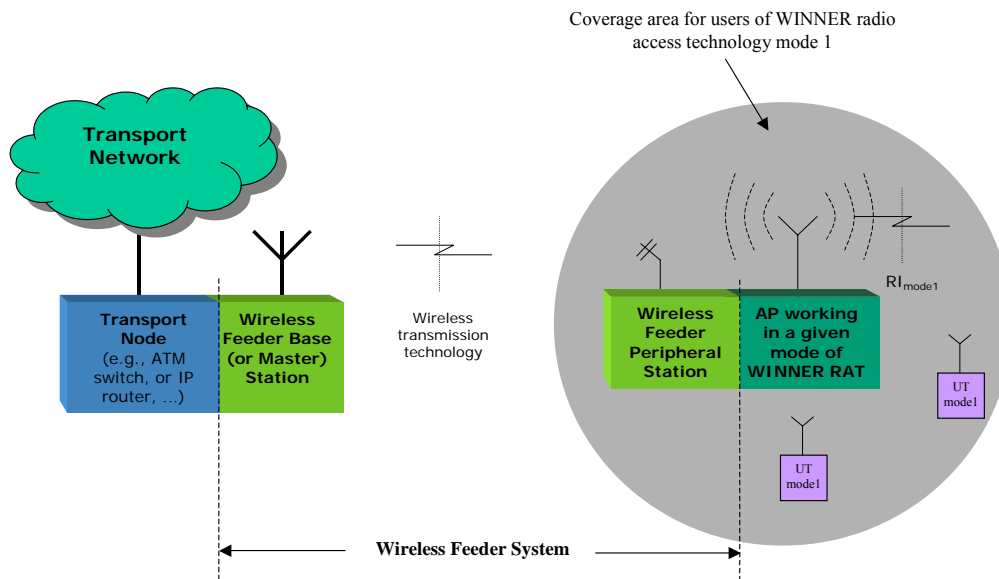 Coverage area for users of WINNER radio
access technology mode 1
Transport
Network
Transport
Node
(e.g., ATM
switch, or IP
router, ...)
Wireless
Feeder Base
(or Master)
Station
Wireless
transmission
technology
Wireless
Feeder
Peripheral
Station
AP working
in a given
mode of
WINNER RAT
RImode1
UT
mode1
UT
mode1
Wireless Feeder System